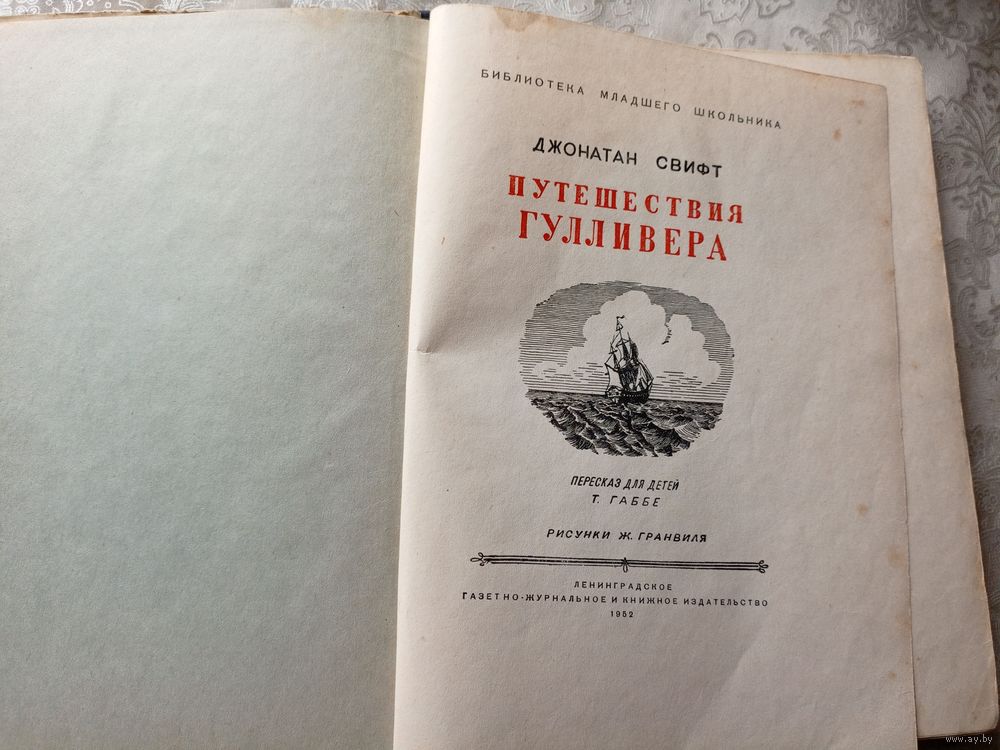 БИБЛИОТЕКА МЛАДШЕГО ШКОЛЬНИКА
ДЖОНАТАН СВИФТ
ПУТЕШЕСТВИЯ
ГУЛЛИВЕРА
ПЕРЕСКАЗ ДЛЯ ДЕТЕЙ
Т. ГАББЕ
РИСУНКИ Ж. ГРАНВИЛЯ
ЛЕНИНГРАДСКОЕ
ГАЗЕТНО-ЖУРНАЛЬНОЕ И КНИЖНОЕ ИЗДАТЕЛЬСТВО
1952
www.ay.by